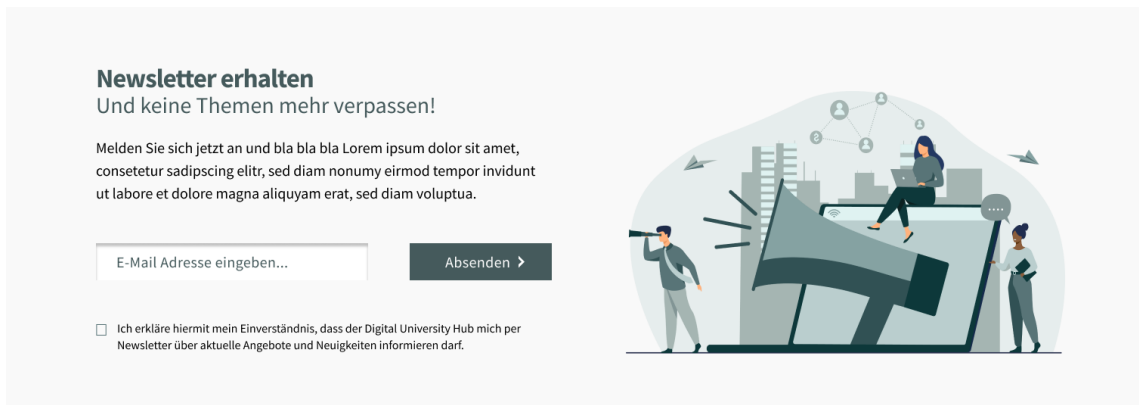 Newsletter erhalten
Und keine Themen mehr verpassen!
Melden Sie sich jetzt an und bla bla bla Lorem ipsum dolor sit amet,
consetetur sadipscing elitr, sed diam nonumy eirmod tempor invidunt
ut labore et dolore magna aliquyam erat, sed diam voluptua.
E-Mail Adresse eingeben...
Absenden
Ich erkläre hiermit mein Einverständnis, dass der Digital University Hub mich per
Newsletter über aktuelle Angebote und Neuigkeiten informieren darf.